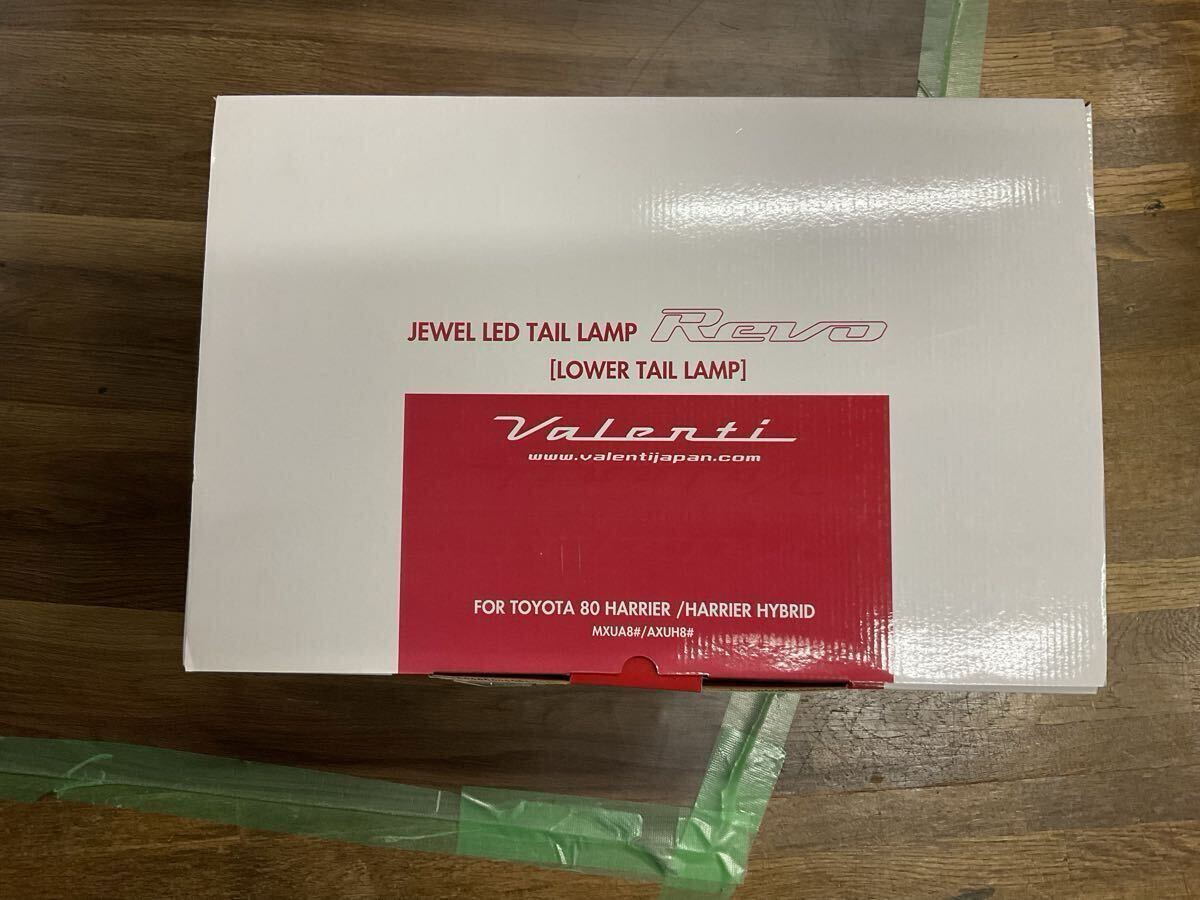 JEWEL LED TAIL LAMP Revo
[LOWER TAIL LAMP]
Valenti
www.valentijapan.com
FOR TOYOTA 80 HARRIER /HARRIER HYBRID
MXUA8#/AXUH8#